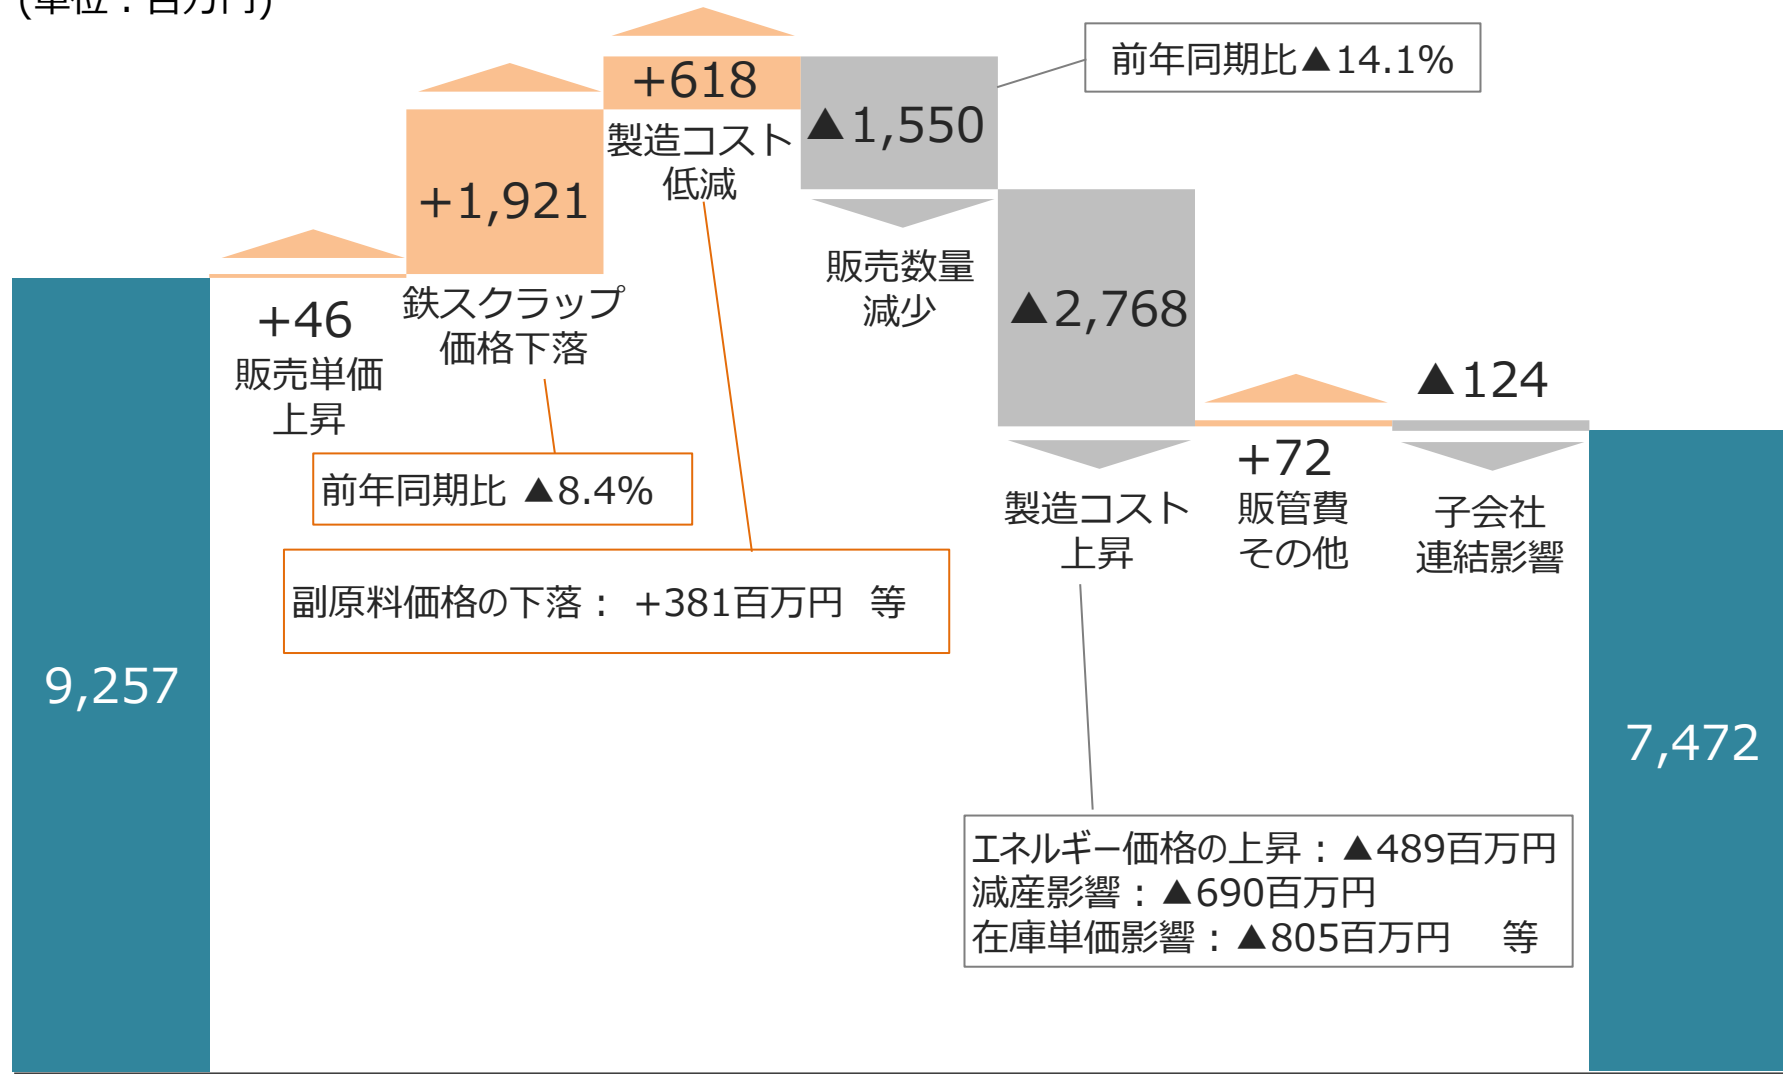 (単位：百万円)
前年同期比▲14.1%
+618
製造コスト
低減
▲1,550
販売数量
減少
+1,921
鉄スクラップ
価格下落
+46
販売単価
上昇
▲2,768
製造コスト
上昇
▲124
子会社
連結影響
+72
販管費
その他
前年同期比 ▲8.4%
副原料価格の下落： +381百万円 等
9,257
7,472
エネルギー価格の上昇：▲489百万円
減産影響：▲690百万円
在庫単価影響：▲805百万円 等